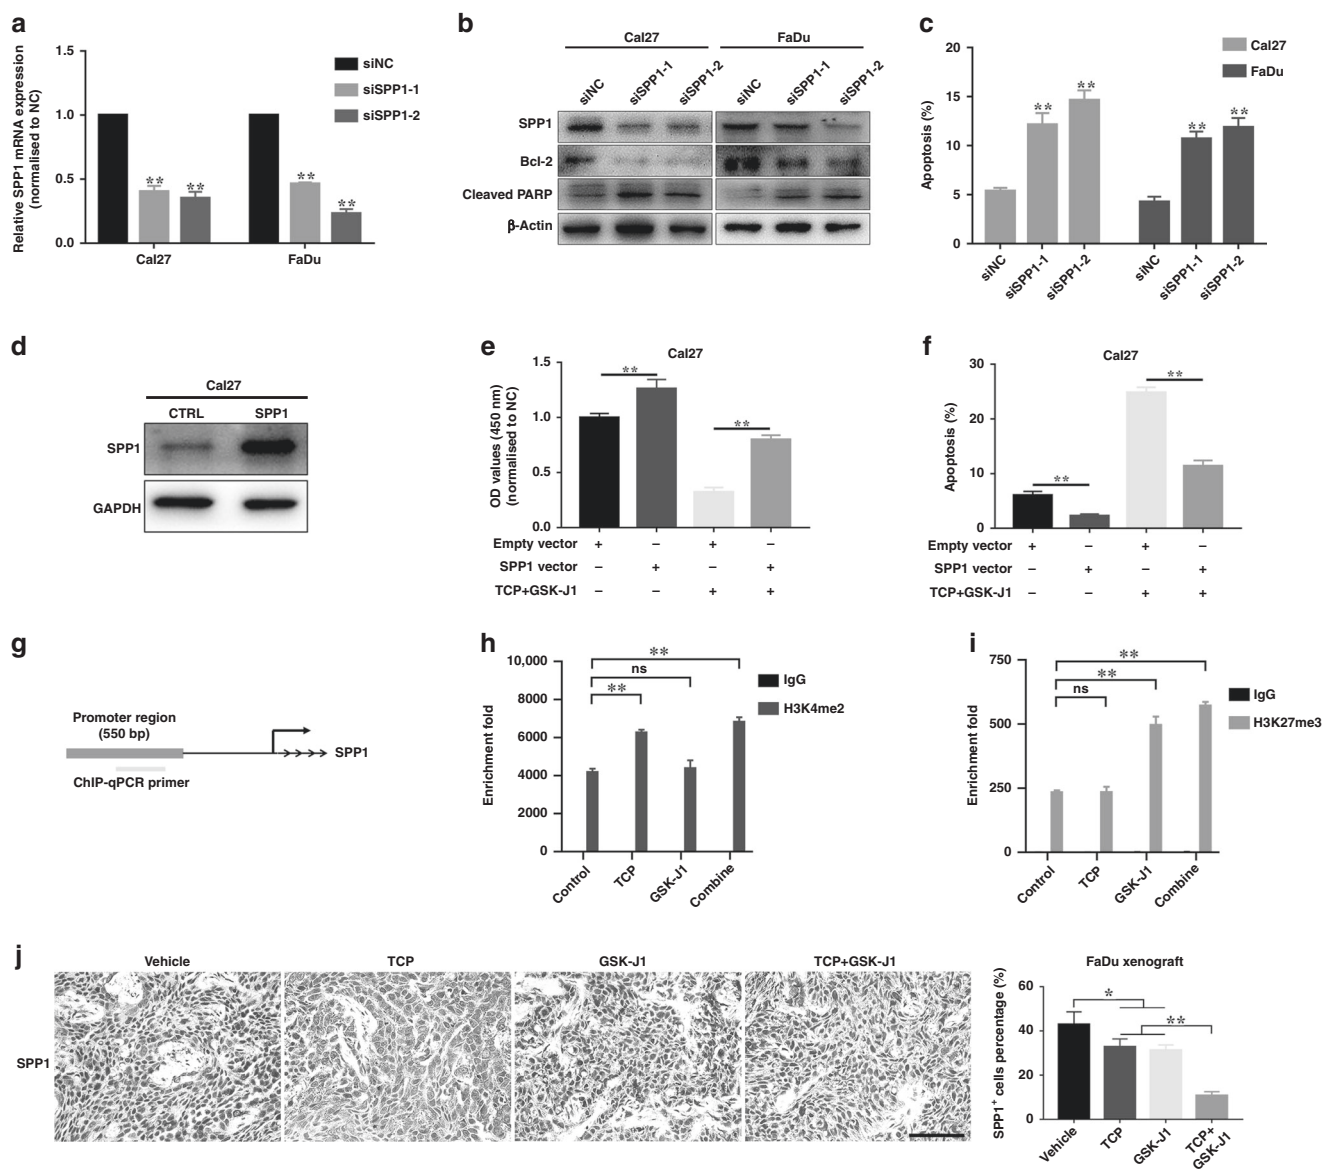 a
1.5
1.0
0.5
0.0
Relative SPP1 mRNA expression
(normalised to NC)
siNC
siSPP1-1
siSPP1-2
**
**
**
**
Cal27
FaDu
b
Cal27
FaDu
siNC
siSPP1-1
siSPP1-2
siNC
siSPP1-1
siSPP1-2
SPP1
Bcl-2
Cleaved PARP
β-Actin
c
20
15
10
5
0
Apoptosis (%)
Cal27
FaDu
**
**
**
**
siNC
siSPP1-1
siSPP1-2
siNC
siSPP1-1
siSPP1-2
d
Cal27
CTRL
SPP1
SPP1
GAPDH
e
Cal27
1.5
1.0
0.5
0.0
OD values (450 nm)
(normalised to NC)
**
**
Empty vector + – + –
SPP1 vector – + – +
TCP+GSK-J1 – – + +
f
Cal27
30
20
10
0
Apoptosis (%)
**
**
Empty vector + – + –
SPP1 vector – + – +
TCP+GSK-J1 – – + +
g
Promoter region
(550 bp)
SPP1
ChIP-qPCR primer
h
10,000
8000
6000
4000
2000
0
Enrichment fold
**
ns
**
IgG
H3K4me2
Control
TCP
GSK-J1
Combine
i
750
500
250
0
Enrichment fold
**
**
ns
IgG
H3K27me3
Control
TCP
GSK-J1
Combine
j
Vehicle
TCP
GSK-J1
TCP+GSK-J1
SPP1
FaDu xenograft
60
40
20
0
SPP1+ cells percentage (%)
*
**
Vehicle
TCP
GSK-J1
TCP+
GSK-J1